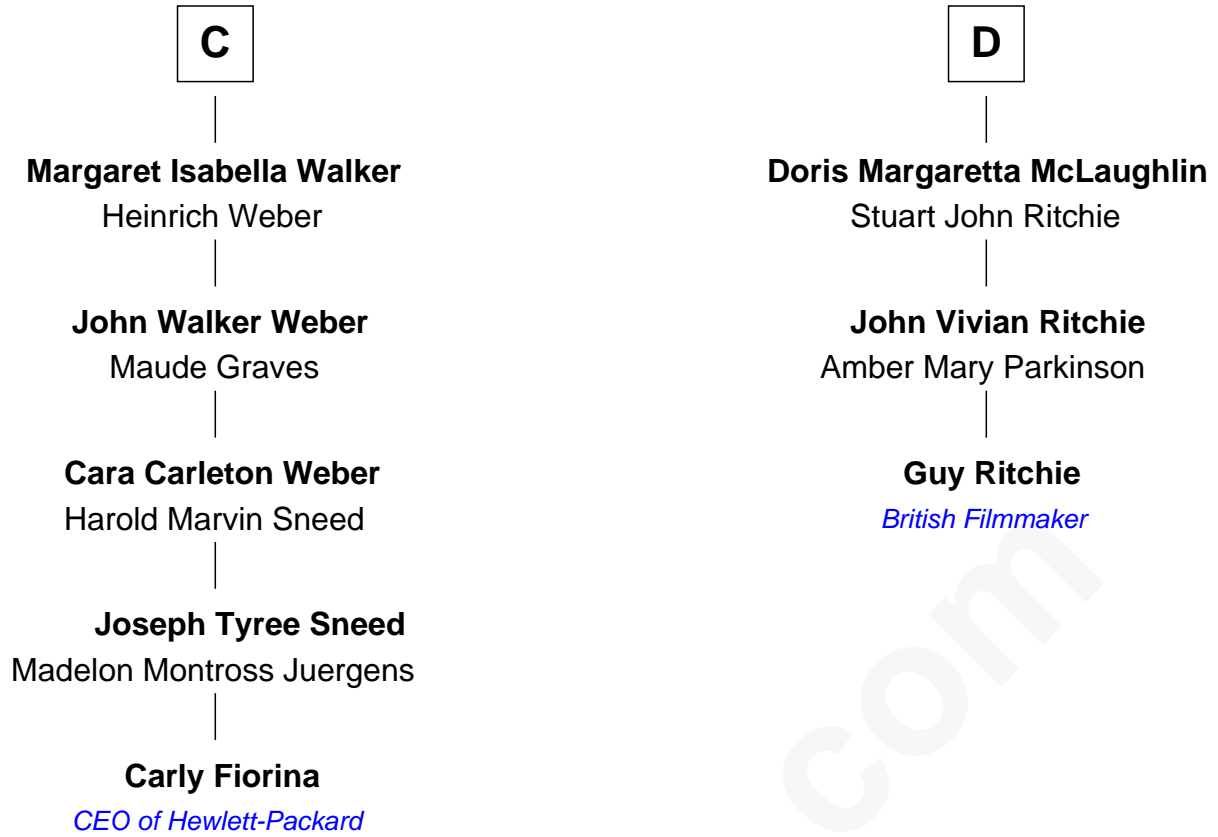 C
Margaret Isabella Walker
Heinrich Weber
John Walker Weber
Maude Graves
Cara Carleton Weber
Harold Marvin Sneed
Joseph Tyree Sneed
Madelon Montross Juergens
Carly Fiorina
CEO of Hewlett-Packard
D
Doris Margaretta McLaughlin
Stuart John Ritchie
John Vivian Ritchie
Amber Mary Parkinson
Guy Ritchie
British Filmmaker
com